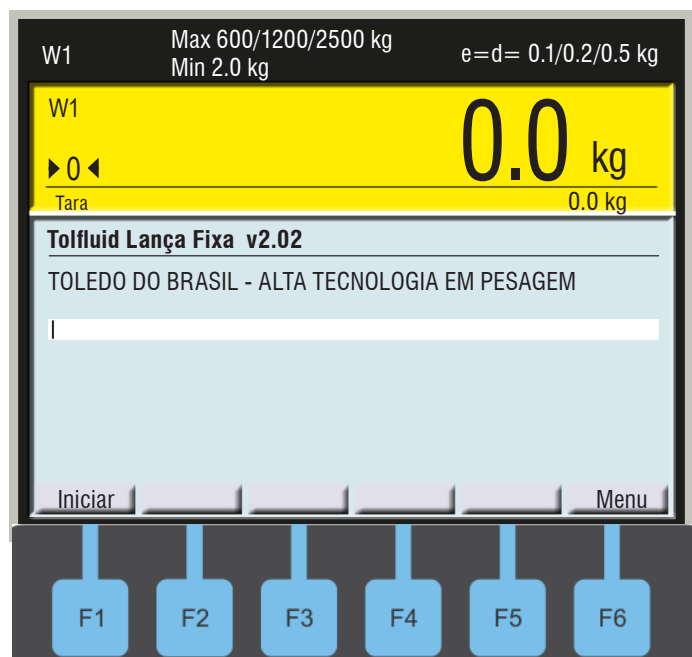 W1 Max 600/1200/2500 kg e=d= 0.1/0.2/0.5 kg
Min 2.0 kg
W1
0.0 kg
0
Tara 0.0 kg
Tolfluid Lança Fixa v2.02
TOLEDO DO BRASIL - ALTA TECNOLOGIA EM PESAGEM
Iniciar Menu
F1 F2 F3 F4 F5 F6